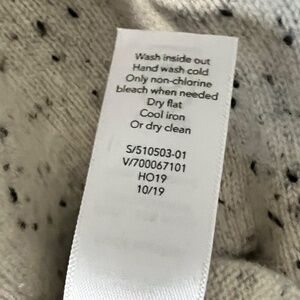 Wash inside out
Hand wash cold
Only non-chlorine
bleach when needed
Dry flat
Cool iron
Or dry clean
S/510503-01
V/700067101
HO19
10/19